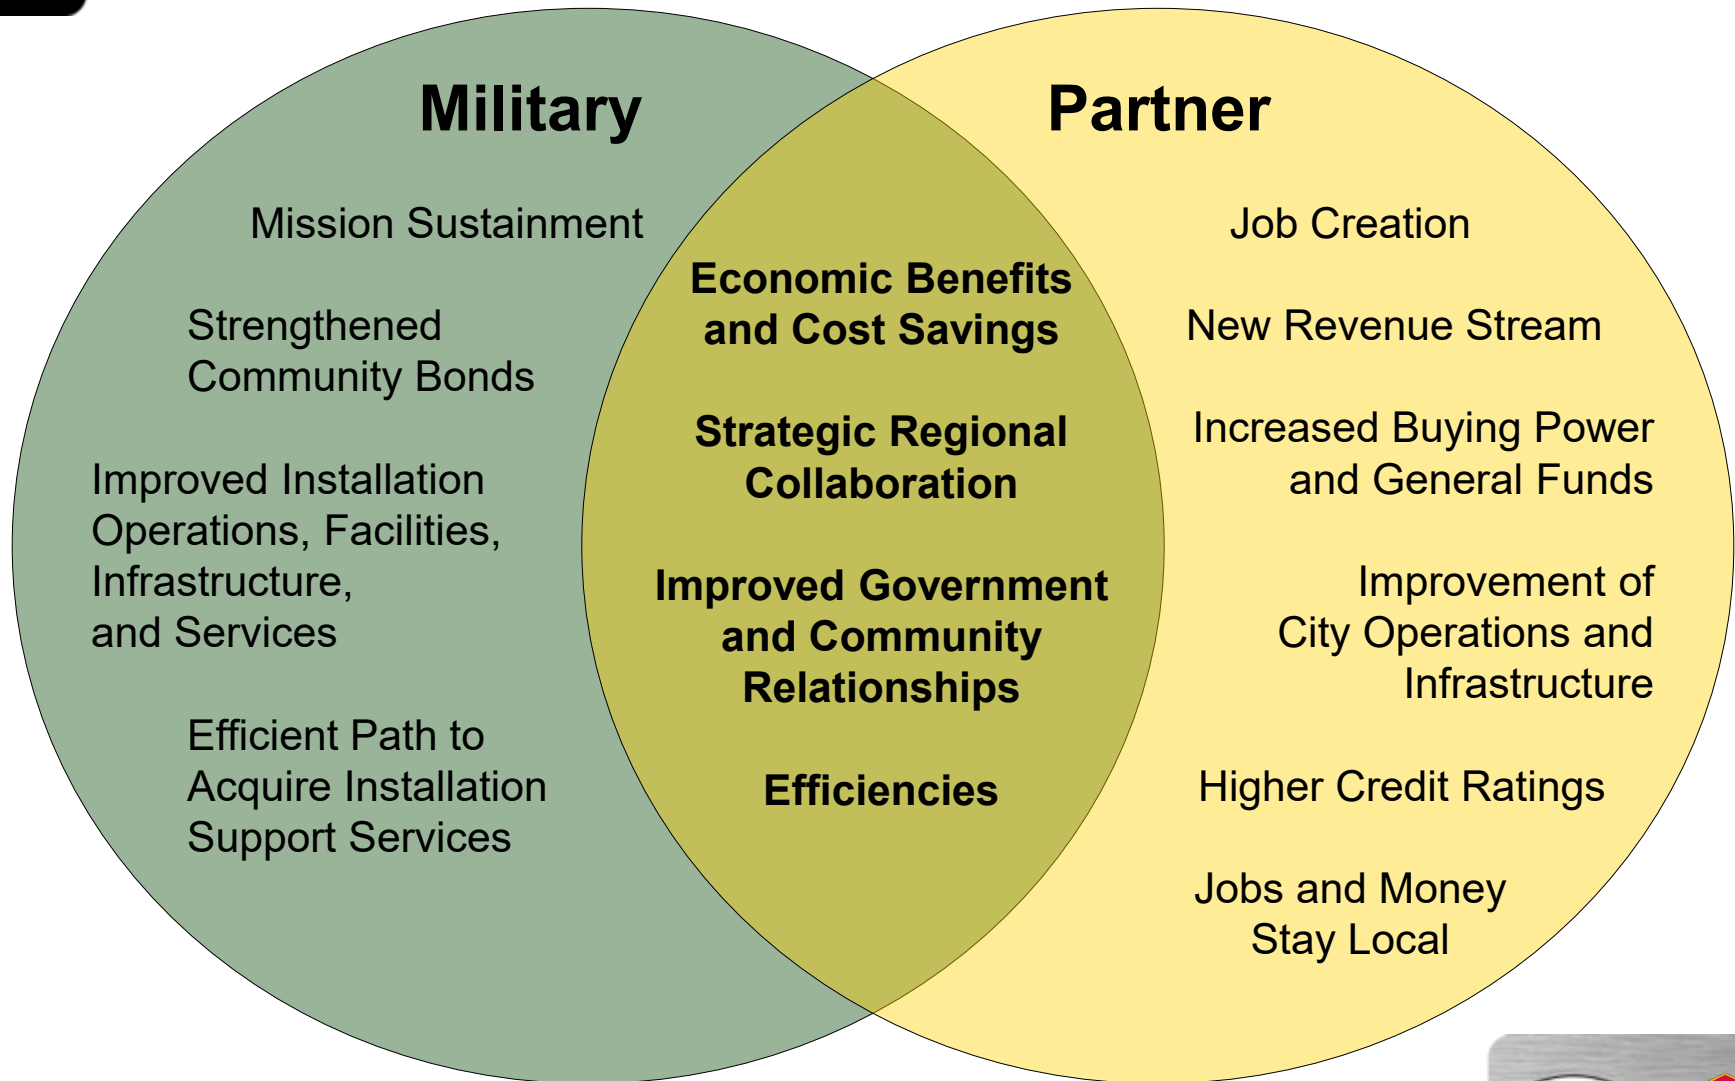 Military
Mission Sustainment
Strengthened
Community Bonds
Improved Installation
Operations, Facilities,
Infrastructure,
and Services
Efficient Path to
Acquire Installation
Support Services
Economic Benefits
and Cost Savings
Strategic Regional
Collaboration
Improved Government
and Community
Relationships
Efficiencies
Partner
Job Creation
New Revenue Stream
Increased Buying Power
and General Funds
Improvement of
City Operations and
Infrastructure
Higher Credit Ratings
Jobs and Money
Stay Local